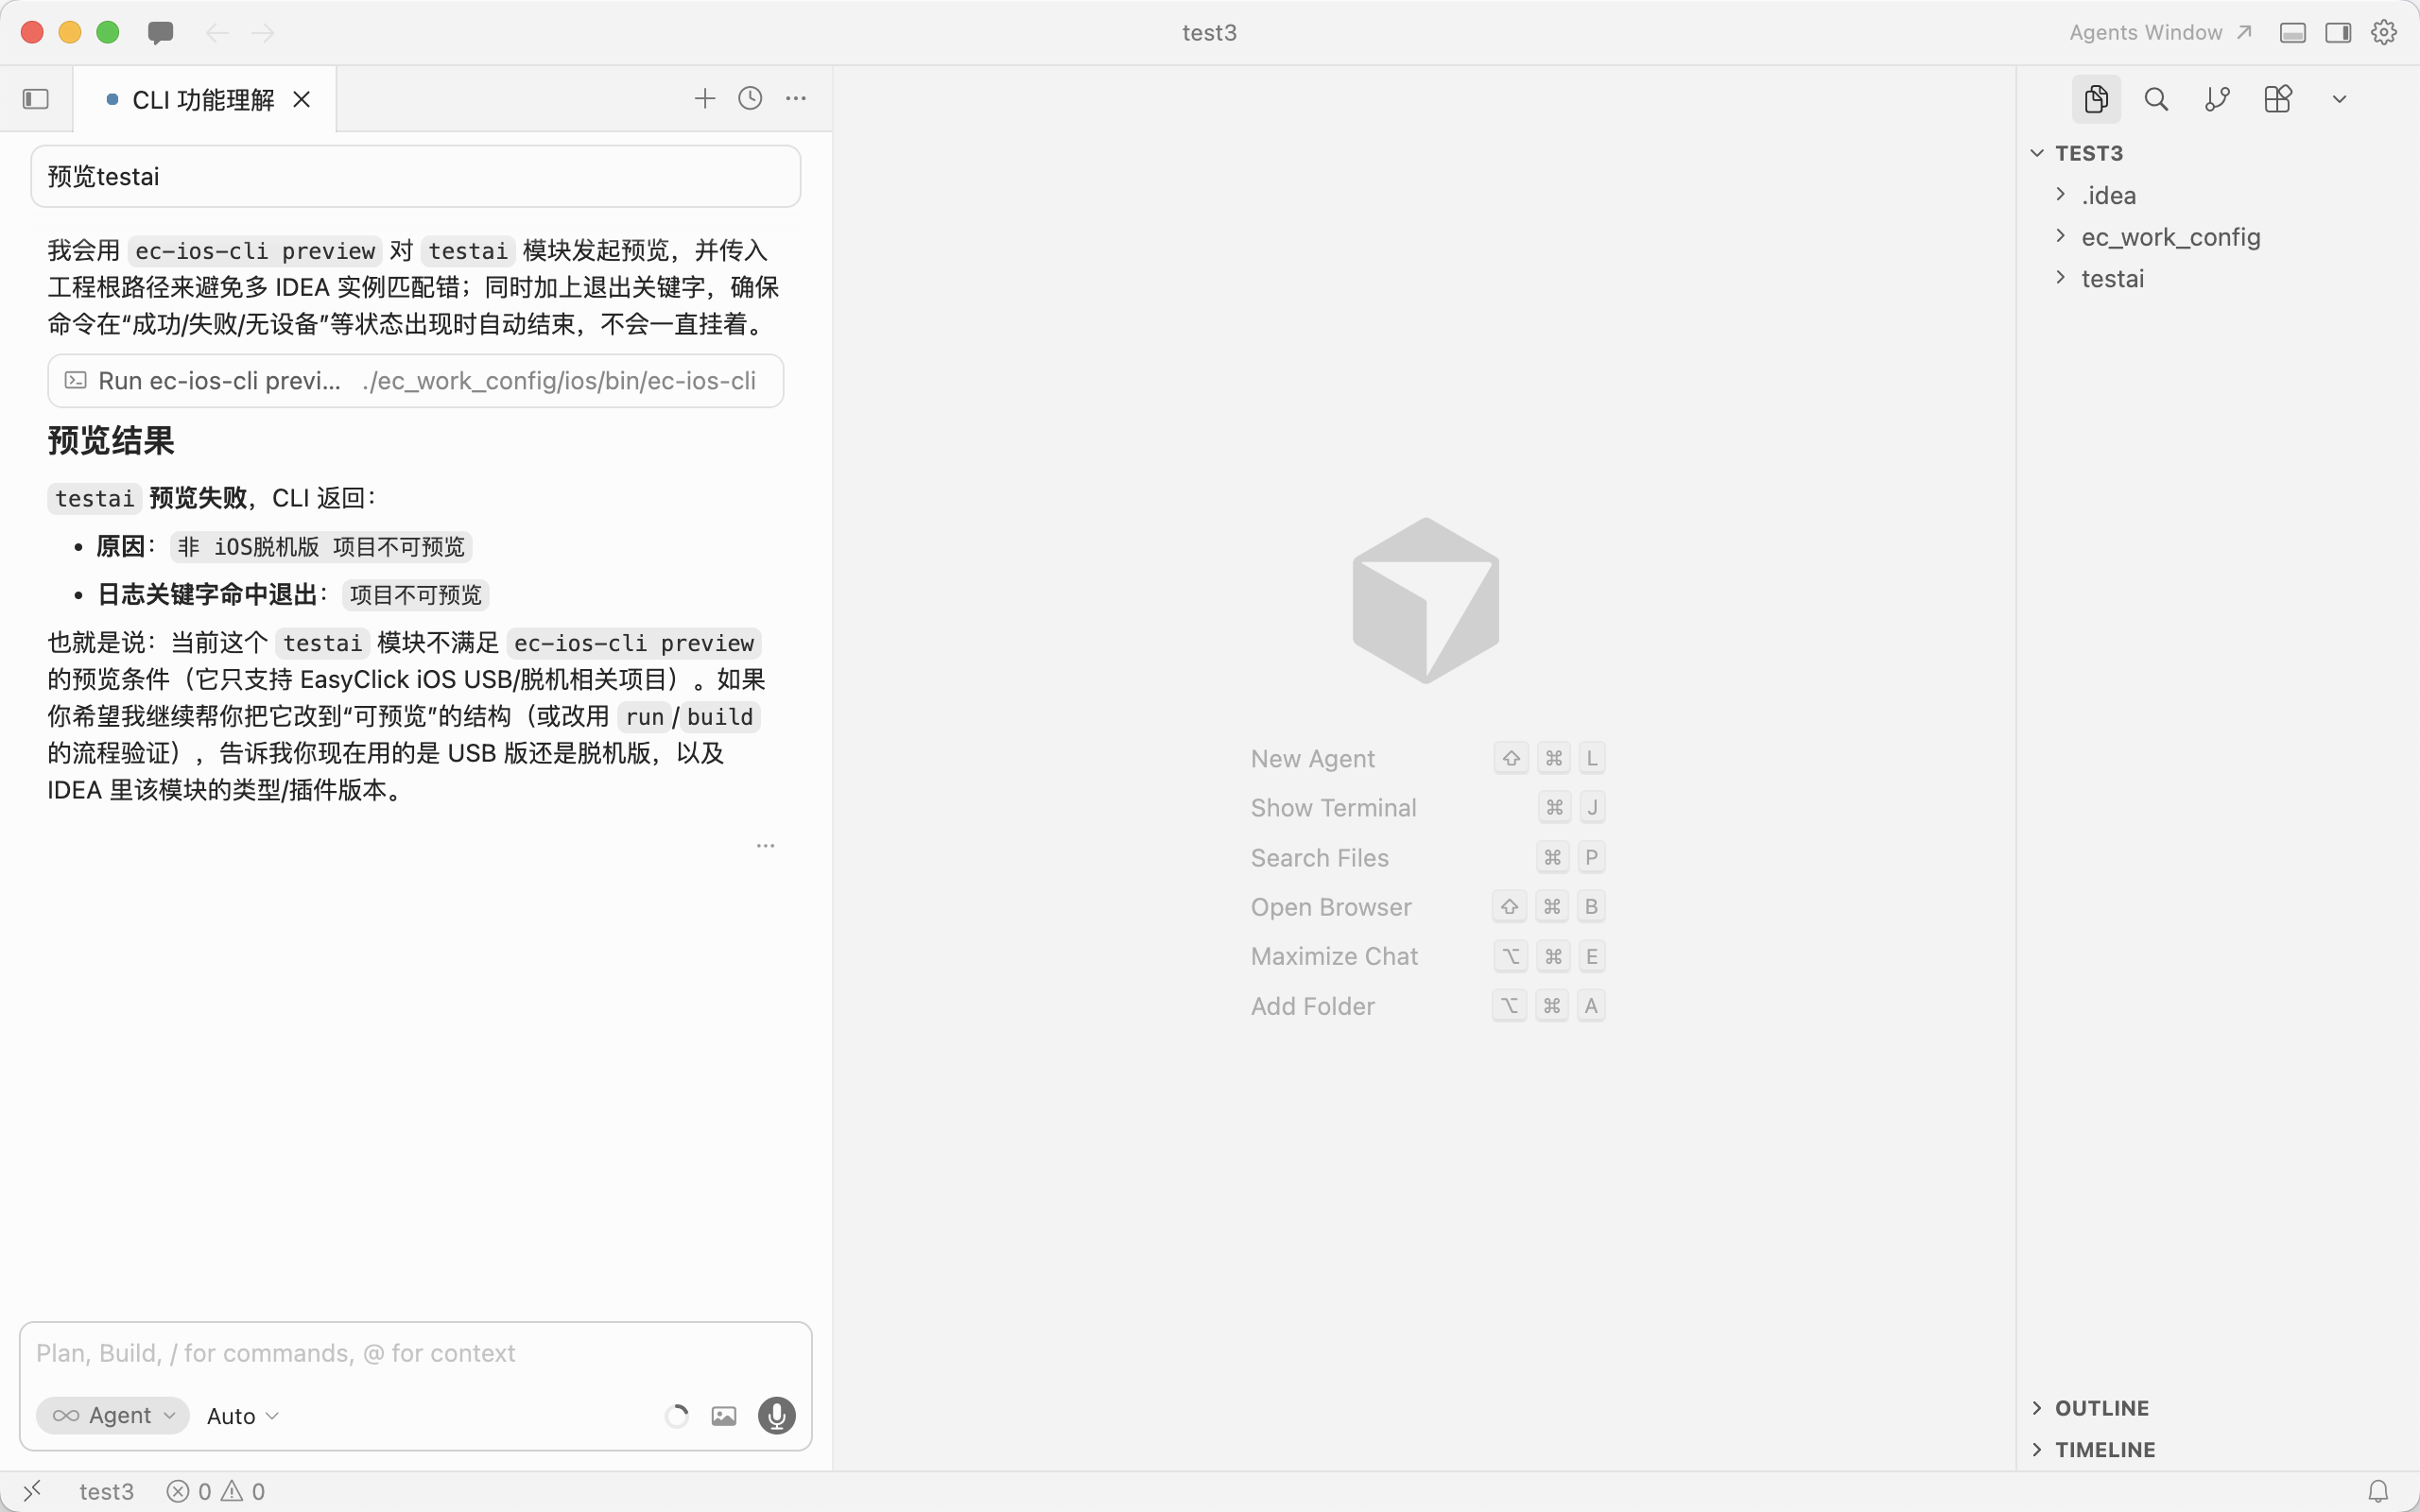 test3
Agents Window
CLI 功能理解
预览testai
我会用 ec-ios-cli preview 对 testai 模块发起预览，并传入
工程根路径来避免多 IDEA 实例匹配错；同时加上退出关键字，确保
命令在“成功/失败/无设备”等状态出现时自动结束，不会一直挂着。
Run ec-ios-cli previ... ./ec_work_config/ios/bin/ec-ios-cli
预览结果
testai 预览失败，CLI 返回：
• 原因： 非 iOS脱机版 项目不可预览
• 日志关键字命中退出： 项目不可预览
也就是说：当前这个 testai 模块不满足 ec-ios-cli preview
的预览条件（它只支持 EasyClick iOS USB/脱机相关项目）。如果
你希望我继续帮你把它改到“可预览”的结构（或改用 run/build
的流程验证），告诉我你现在用的是 USB 版还是脱机版，以及
IDEA 里该模块的类型/插件版本。
Plan, Build, / for commands, @ for context
Agent
Auto
New Agent ⇧ ⌘ L
Show Terminal ⌘ J
Search Files ⌘ P
Open Browser ⇧ ⌘ B
Maximize Chat ⌥ ⌘ E
Add Folder ⌥ ⌘ A
TEST3
.idea
ec_work_config
testai
OUTLINE
TIMELINE
test3 0 0